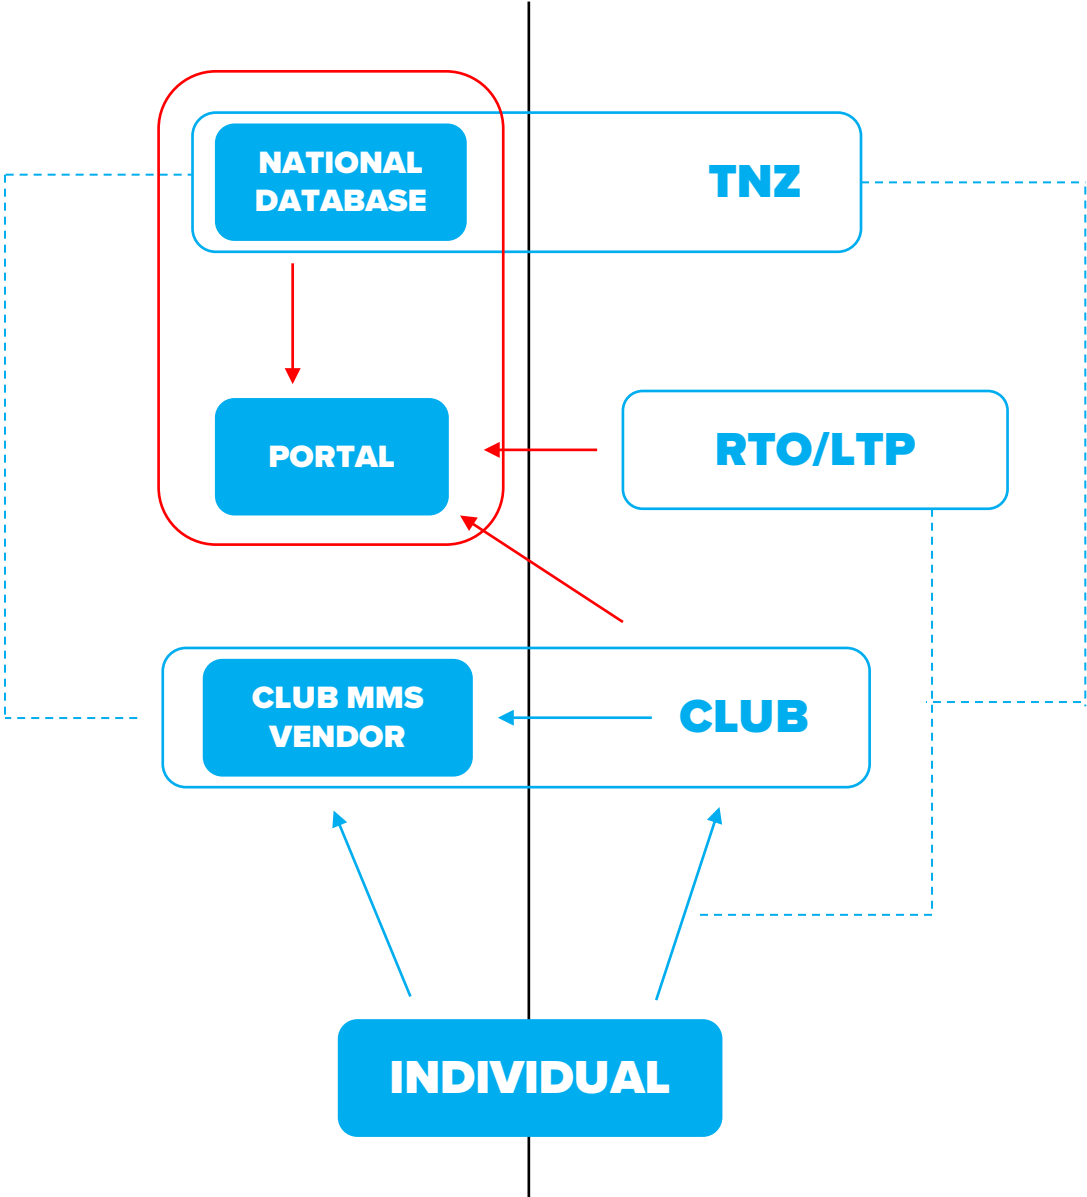 NATIONAL
DATABASE
TNZ
PORTAL
RTO/LTP
CLUB MMS
VENDOR
CLUB
INDIVIDUAL